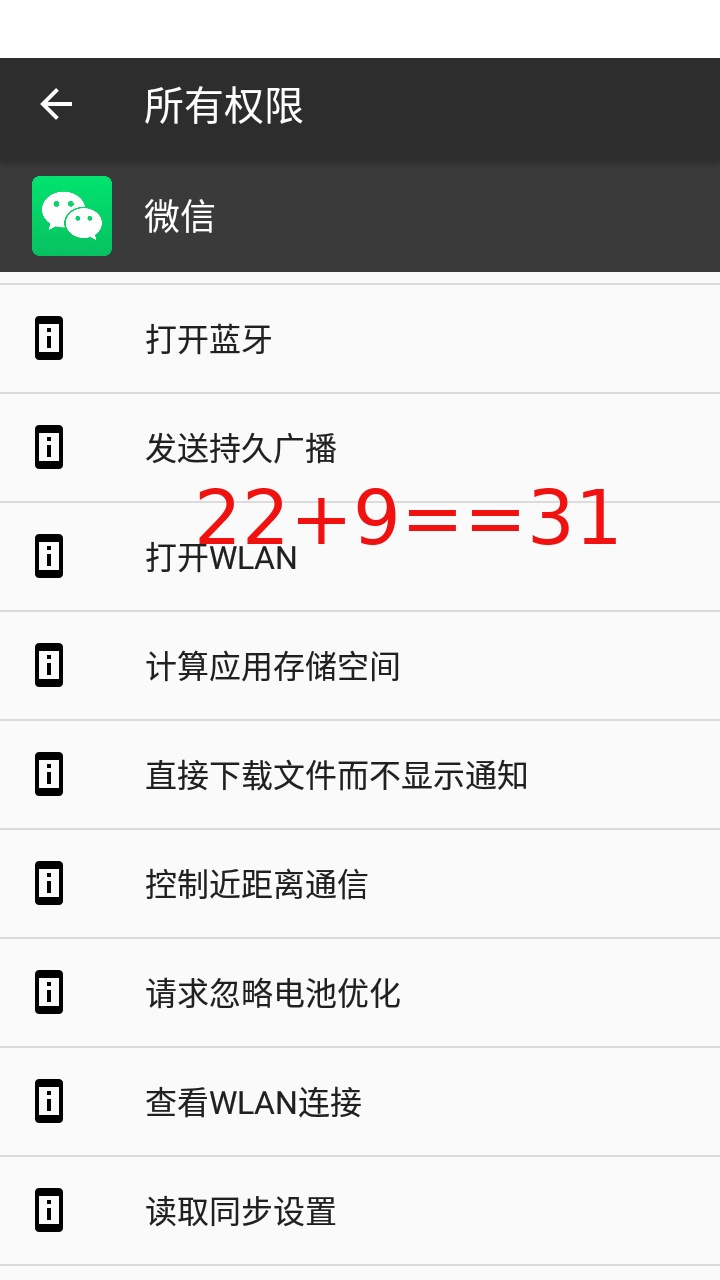 所有权限
微信
打开蓝牙
发送持久广播
22+9==31
打开WLAN
计算应用存储空间
直接下载文件而不显示通知
控制近距离通信
请求忽略电池优化
查看WLAN连接
读取同步设置